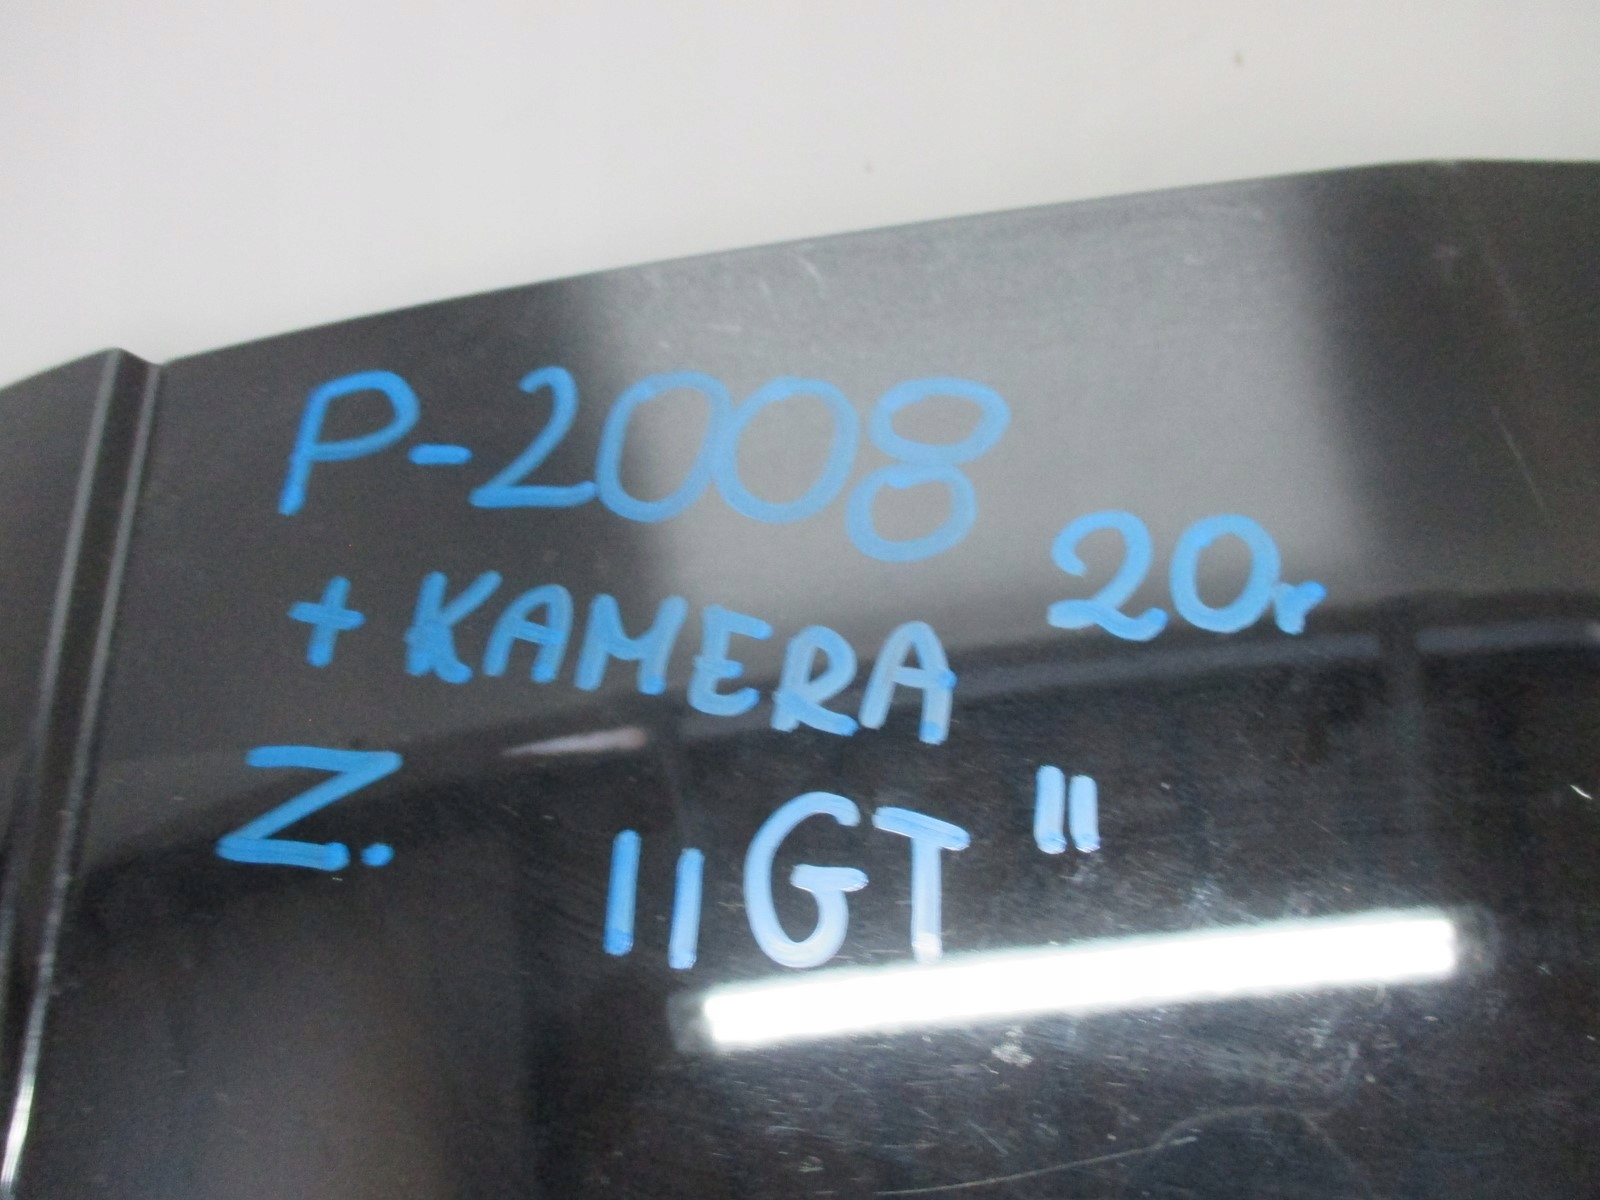 P-2008
20r
+KAMERA
Z.
"GT"